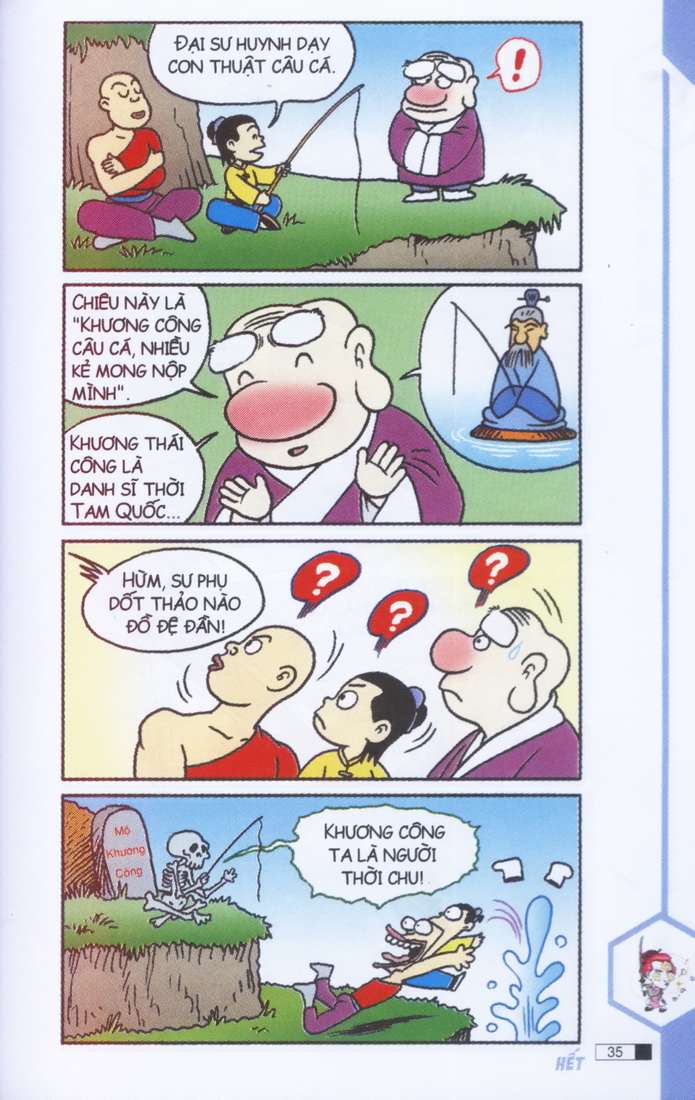 ĐẠI SƯ HUYNH DẠY
CON THUẬT CÂU CÁ.
!
CHIÊU NÀY LÀ
"KHƯƠNG CÔNG
CÂU CÁ, NHIỀU
KẺ MONG NỘP
MÌNH".
KHƯƠNG THÁI
CÔNG LÀ
DANH SĨ THỜI
TAM QUỐC...
HỪM, SƯ PHỤ
DỐT THẢO NÀO
ĐỒ ĐỆ ĐẦN!
?
?
?
Mộ
Khương
Công
KHƯƠNG CÔNG
TA LÀ NGƯỜI
THỜI CHU!
HẾT
35